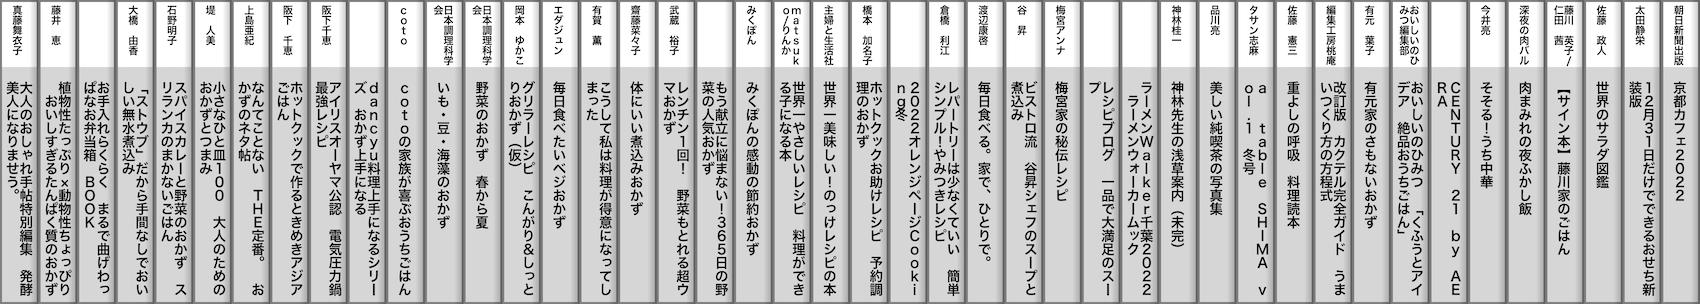 朝日新聞出版
京都カフェ2022
太田静栄
12月31日だけでできるおせち新
装版
佐藤 政人
世界のサラダ図鑑
藤川 英子/
仁田 茜
【サイン本】藤川家のごはん
深夜の肉バル
肉まみれの夜ふかし飯
今井亮
そそる!うち中華
CENTURY 21 by AE
RA
おいしいのひ
みつ編集部
おいしいのひみつ 「くふうとアイ
デア 絶品おうちごはん」
有元 葉子
有元家のさもないおかず
編集工房桃庵
改訂版 カクテル完全ガイド うま
いつくり方の方程式
佐藤 憲三
重よしの呼吸 料理読本
タサン志麻
a table SHIMA v
ol.1 冬号
品川亮
美しい純喫茶の写真集
神林桂一
神林先生の浅草案内(未完)
ラーメンWalker千葉2022
ラーメンウォーカームック
レシピブログ 一品で大満足のスー
プ
梅宮アンナ
梅宮家の秘伝レシピ
谷 昇
ビストロ流 谷昇シェフのスープと
煮込み
渡辺康啓
毎日食べる。家で、ひとりで。
倉橋 利江
レパートリーは少なくていい 簡単
シンプル!やみつきレシピ
2022オレンジページCooki
ng冬
橋本 加名子
ホットクックお助けレシピ 予約調
理のおかず
主婦と生活社
世界一美味しい!のっけレシピの本
matsuk
o/りんか
世界一やさしいレシピ 料理ができ
る子になる本
みくぽん
みくぽんの感動の節約おかず
もう献立に悩まない!365日の野
菜の人気おかず
武蔵 裕子
レンチン1回! 野菜もとれる超ウ
マおかず
齋藤菜々子
体にいい煮込みおかず
有賀 薫
こうして私は料理が得意になってし
まった
エダジュン
毎日食べたいベジおかず
岡本 ゆかこ
グリラーレシピ こんがり&しっと
りおかず(仮)
日本調理科学
会
野菜のおかず 春から夏
日本調理科学
会
いも・豆・海藻のおかず
coto
cotoの家族が喜ぶおうちごはん
dancyu料理上手になるシリー
ズ おかず上手になる
阪下千恵
アイリスオーヤマ公認 電気圧力鍋
最強レシピ
阪下 千恵
ホットクックで作るときめきアジア
ごはん
上島亜紀
なんてことない THE定番。 お
かずのネタ帖
堤 人美
小さなひと皿100 大人のための
おかずとつまみ
石野明子
スパイスカレーと野菜のおかず ス
リランカのまかないごはん
大橋 由香
「ストウブ」だから手間なしでおい
しい無水煮込み
お手入れらくらく まるで曲げわっ
ぱなお弁当箱 BOOK
藤井 恵
植物性たっぷり×動物性ちょっぴり
おいしすぎるたんぱく質のおかず
真藤舞衣子
大人のおしゃれ手帖特別編集 発酵
美人になりませう。